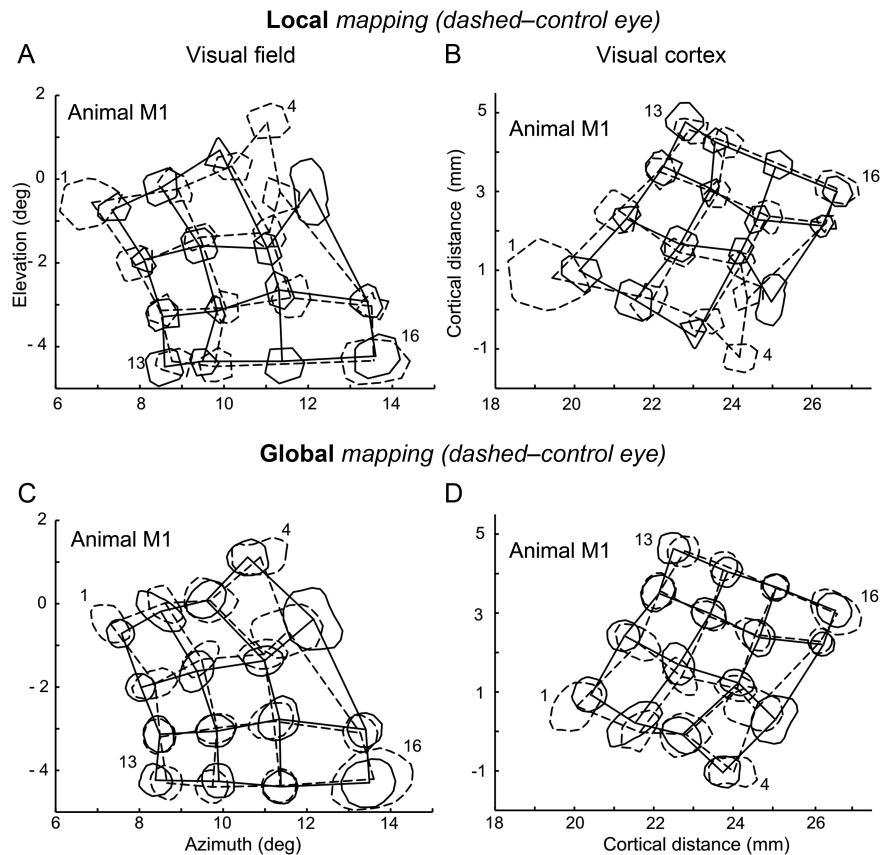 Local mapping (dashed–control eye)
A Visual field
B Visual cortex
Animal M1
Animal M1
2
0
- 2
- 4
Elevation (deg)
6 8 10 12 14
1
4
13
16
5
3
1
-1
Cortical distance (mm)
18 20 22 24 26
13
16
1
4
Global mapping (dashed–control eye)
C
D
Animal M1
Animal M1
2
0
- 2
- 4
6 8 10 12 14
Azimuth (deg)
1
4
13
16
5
3
1
-1
18 20 22 24 26
Cortical distance (mm)
13
16
1
4